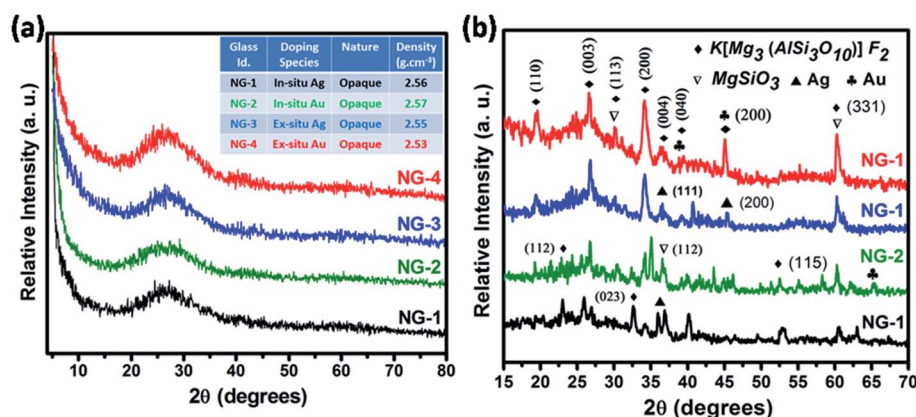 (a)
Glass Id. Doping Species Nature Density (g.cm⁻³)
NG-1 In-situ Ag Opaque 2.56
NG-2 In-situ Au Opaque 2.57
NG-3 Ex-situ Ag Opaque 2.55
NG-4 Ex-situ Au Opaque 2.53
NG-4
NG-3
NG-2
NG-1
Relative Intensity (a. u.)
10 20 30 40 50 60 70 80
2θ (degrees)
(b)
♦ K[Mg₃ (AlSi₃O₁₀)] F₂
▽ MgSiO₃ ▲ Ag ♣ Au
(110) (003) (113) (200) (004) (040) (200) (331)
NG-1
(111) (200)
NG-1
(112) (112) (115)
NG-2
(023)
NG-1
Relative Intensity (a. u.)
15 20 25 30 35 40 45 50 55 60 65 70
2θ (degrees)